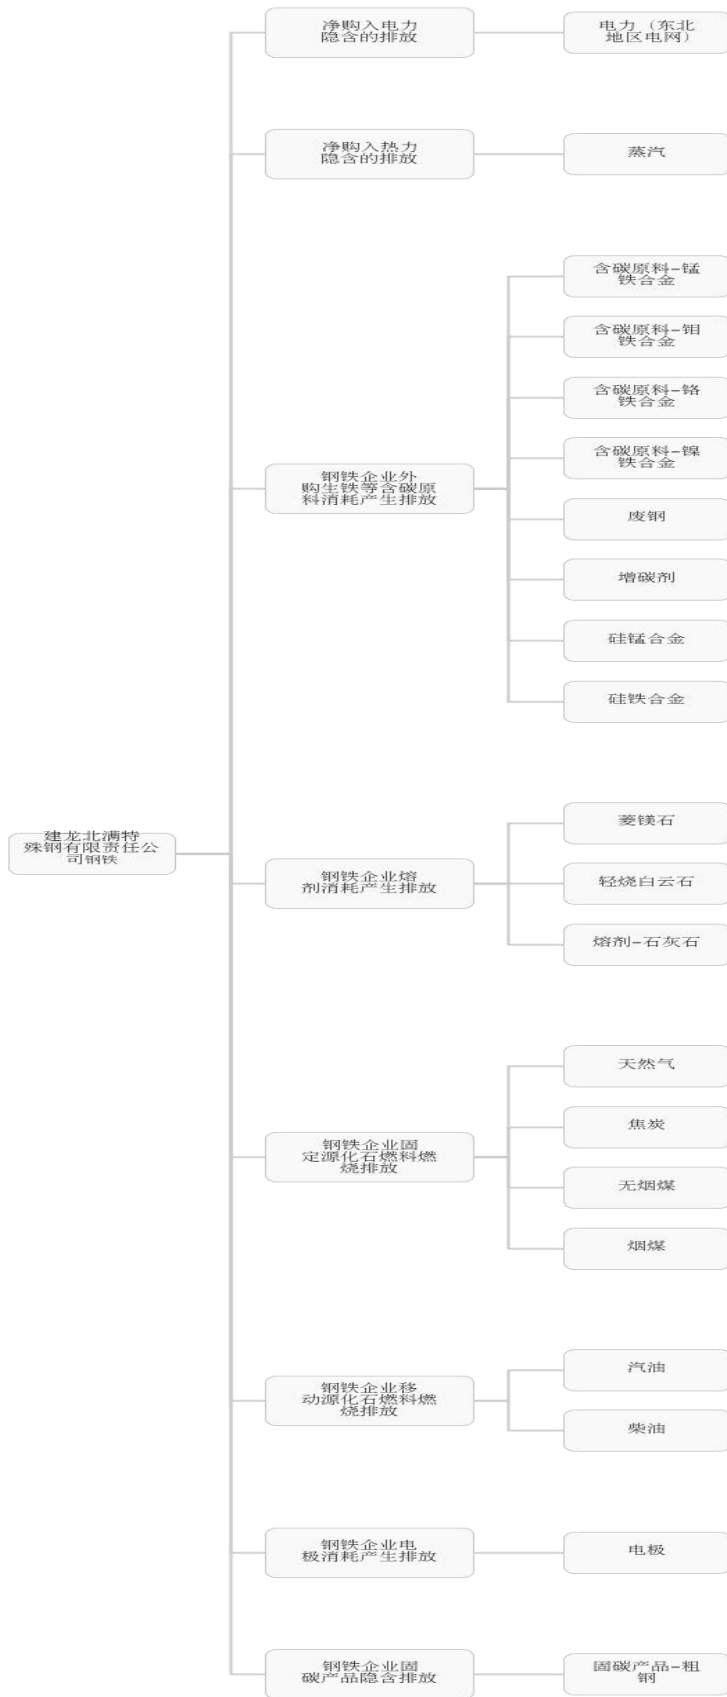 净购入电力
隐含的排放
电力（东北
地区电网）
净购入热力
隐含的排放
蒸汽
含碳原料-锰
铁合金
含碳原料-钼
铁合金
含碳原料-铬
铁合金
含碳原料-镍
铁合金
钢铁企业外
购生铁等含碳原
料消耗产生排放
废钢
增碳剂
硅锰合金
硅铁合金
建龙北满特
殊钢有限责任公
司钢铁
钢铁企业熔
剂消耗产生排放
菱镁石
轻烧白云石
熔剂-石灰石
钢铁企业固
定源化石燃料燃
烧排放
天然气
焦炭
无烟煤
烟煤
钢铁企业移
动源化石燃料燃
烧排放
汽油
柴油
钢铁企业电
极消耗产生排放
电极
钢铁企业固
碳产品隐含排放
固碳产品-粗
钢